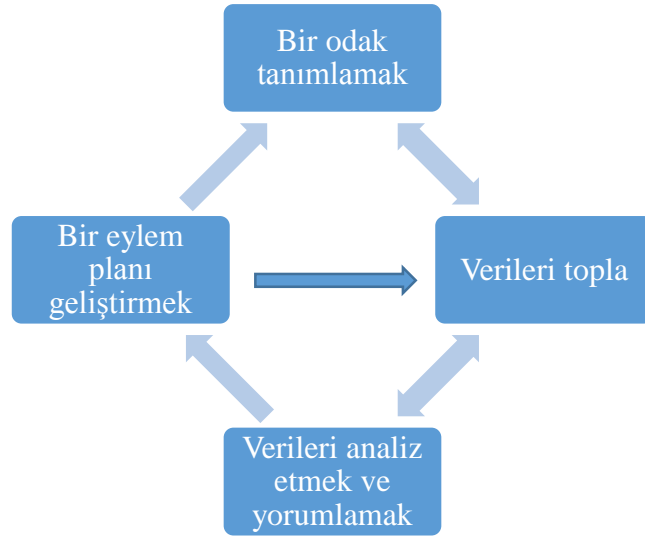 Bir odak
tanımlamak
Bir eylem
planı
geliştirmek
Verileri topla
Verileri analiz
etmek ve
yorumlamak